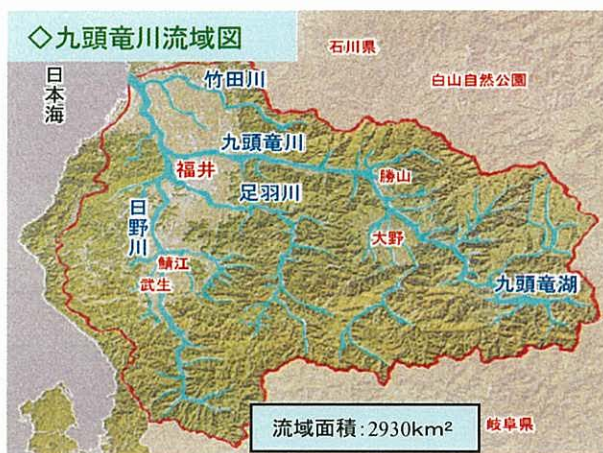 ◇九頭竜川流域図
石川県
日本海
白山自然公園
竹田川
九頭竜川
福井
勝山
足羽川
日野川
大野
鯖江
武生
九頭竜湖
流域面積:2930km²
岐阜県